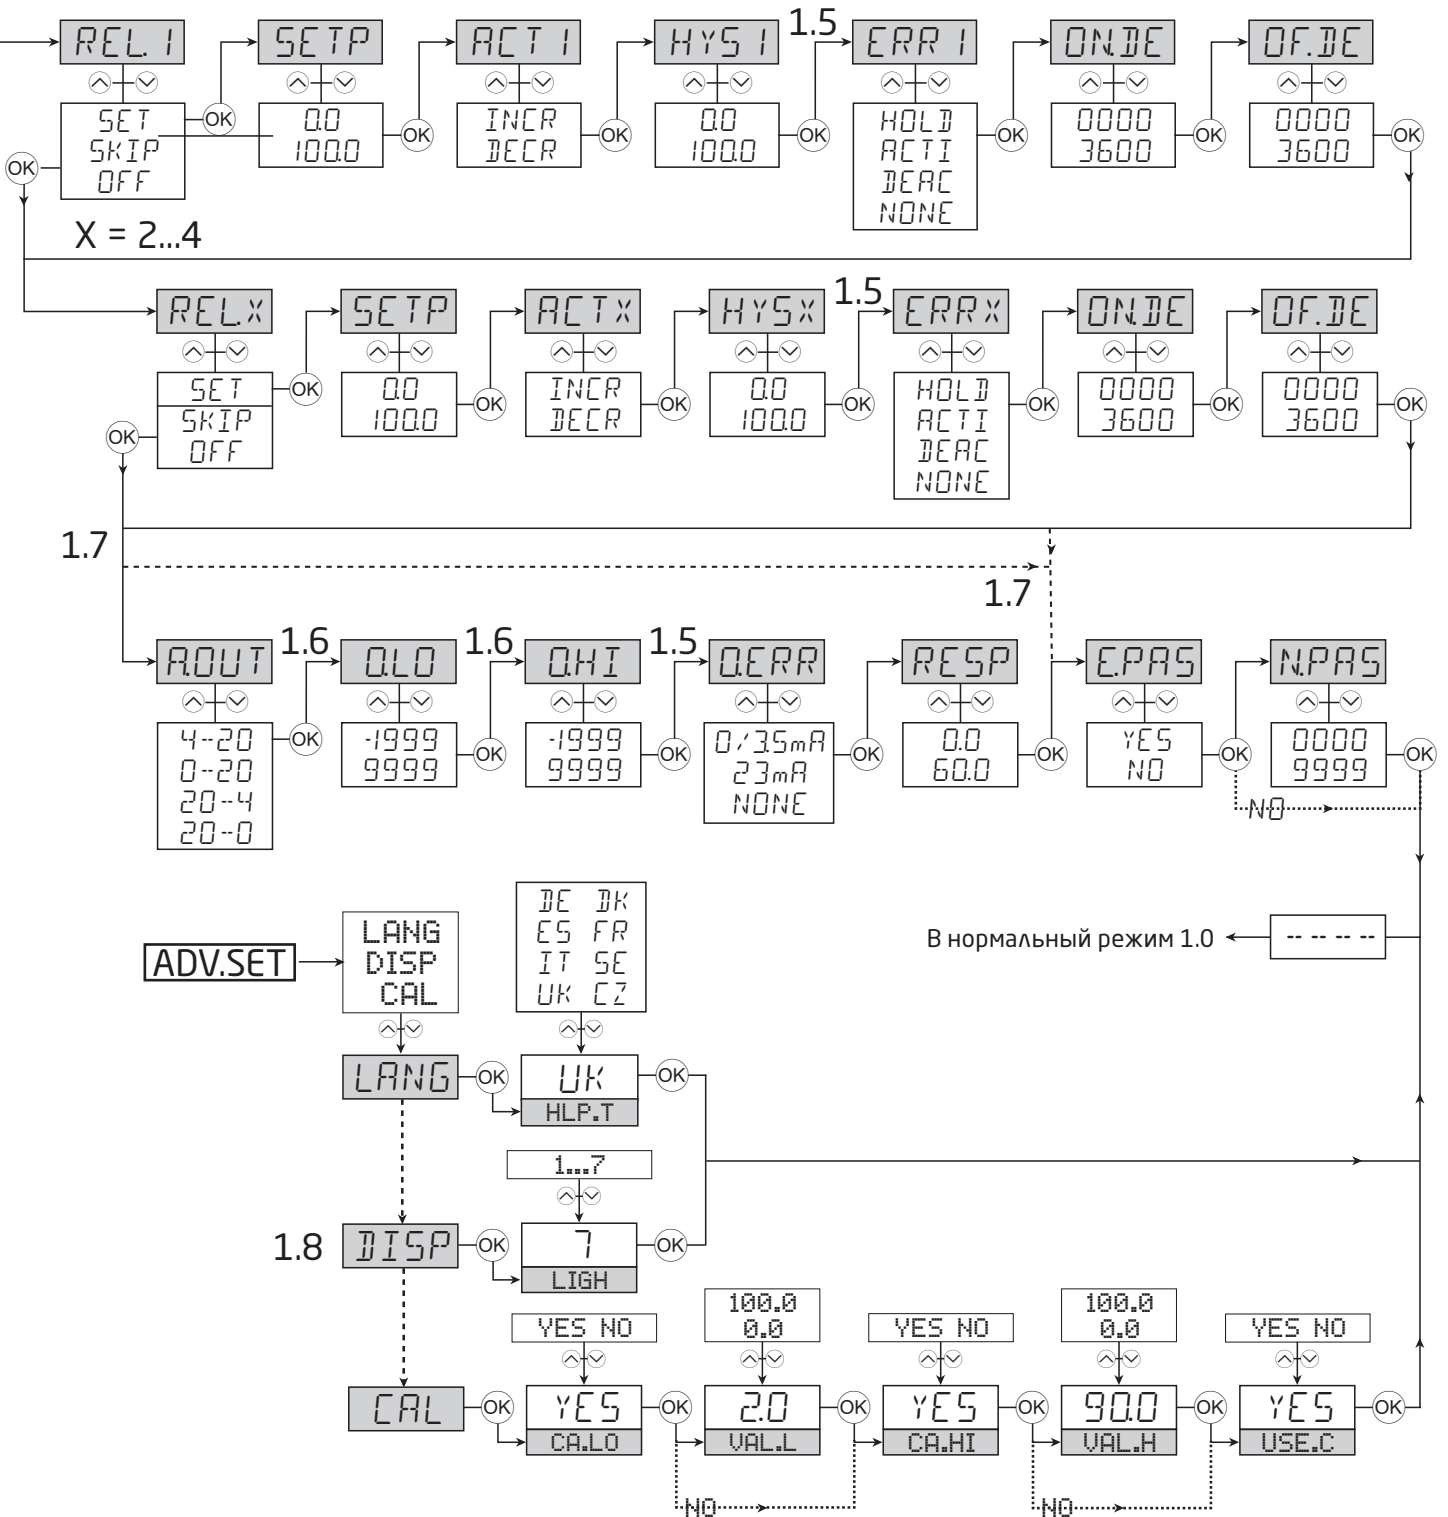 REL.1 SETP ACT1 HYS1 1.5 ERR1 ON.DE OF.DE
SET 0.0 INCR 0.0 HOLD 0000 0000
SKIP 100.0 DECR 100.0 ACTI 3600 3600
OFF DEAC
NONE
OK OK OK OK OK OK OK OK
X = 2...4
REL.X SETP ACTX HYSX 1.5 ERRX ON.DE OF.DE
SET 0.0 INCR 0.0 HOLD 0000 0000
SKIP 100.0 DECR 100.0 ACTI 3600 3600
OFF DEAC
NONE
OK OK OK OK OK OK OK OK
1.7
1.7
A.OUT 1.6 O.LO 1.6 O.HI 1.5 O.ERR RESP E.PAS N.PAS
4--20 -1999 -1999 0/3.5mA 0.0 YES 0000
0--20 9999 9999 23mA 60.0 NO 9999
20--4 NONE
20--0
OK OK OK OK OK OK OK
NO
В нормальный режим 1.0 -- -- -- --
ADV.SET
LANG
DISP
CAL
DE DK
ES FR
IT SE
UK CZ
LANG OK UK OK
HLP.T
1...7
1.8 DISP OK 7 OK
LIGH
YES NO 100.0 YES NO 100.0 YES NO
0.0 0.0
CAL OK YES OK 2.0 OK YES OK 90.0 OK YES OK
CA.LO VAL.L CA.HI VAL.H USE.C
NO NO